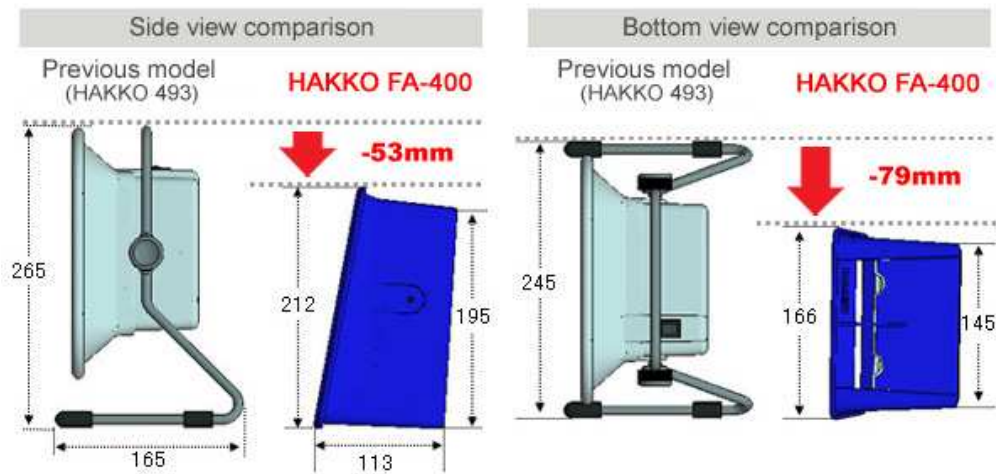 Side view comparison
Previous model
(HAKKO 493)
HAKKO FA-400
-53mm
265
212
195
165
113
Bottom view comparison
Previous model
(HAKKO 493)
HAKKO FA-400
-79mm
245
166
145